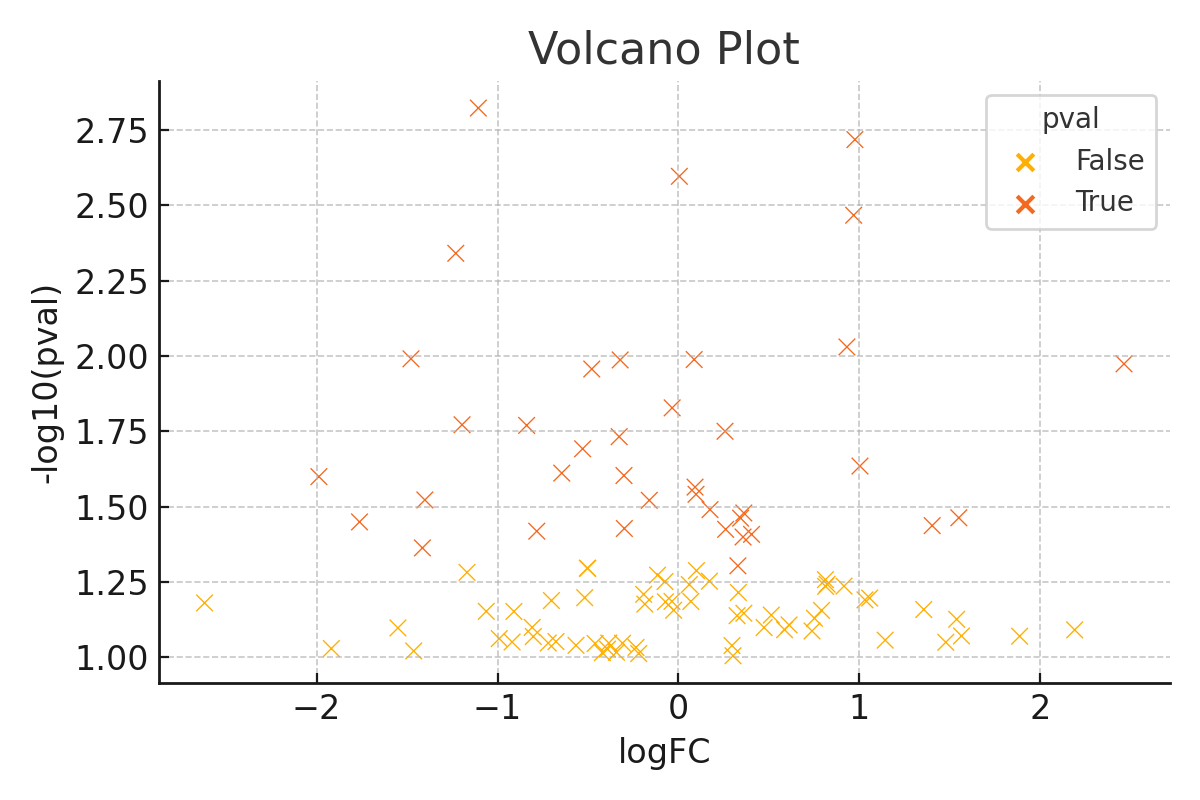 Volcano Plot
pval
False
True
2.75
2.50
2.25
2.00
1.75
1.50
1.25
1.00
-log10(pval)
−2
−1
0
1
2
logFC